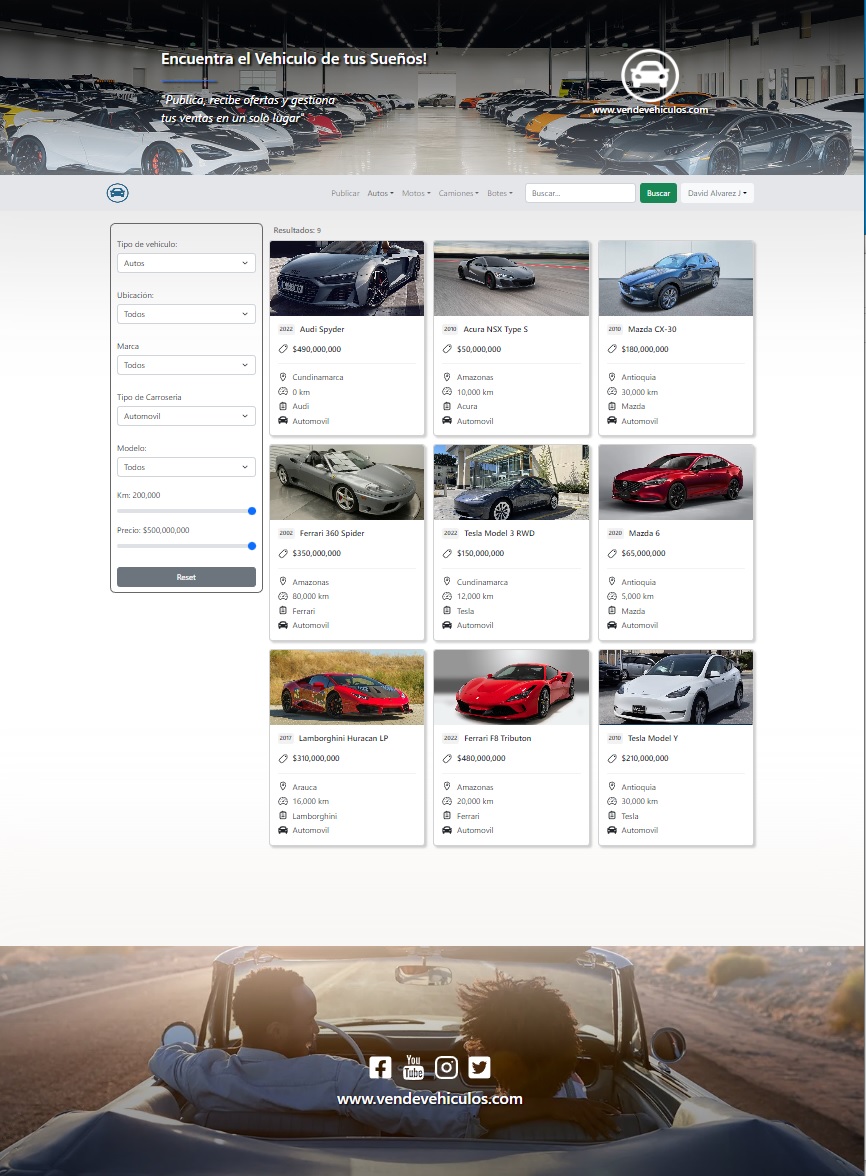 Encuentra el Vehiculo de tus Sueños!
"Publica, recibe ofertas y gestiona
tus ventas en un solo lugar"
www.vendevehiculos.com
Publicar Autos Motos Camiones Botes Buscar... Buscar David Alvarez J
Tipo de vehiculo:
Autos
Ubicación:
Todos
Marca
Todos
Tipo de Carroseria
Automovil
Modelo:
Todos
Km: 200,000
Precio: $500,000,000
Reset
Resultados: 9
2022 Audi Spyder
$490,000,000
Cundinamarca
0 km
Audi
Automovil
2010 Acura NSX Type S
$50,000,000
Amazonas
10,000 km
Acura
Automovil
2010 Mazda CX-30
$180,000,000
Antioquia
30,000 km
Mazda
Automovil
2002 Ferrari 360 Spider
$350,000,000
Amazonas
80,000 km
Ferrari
Automovil
2022 Tesla Model 3 RWD
$150,000,000
Cundinamarca
12,000 km
Tesla
Automovil
2020 Mazda 6
$65,000,000
Antioquia
5,000 km
Mazda
Automovil
2017 Lamborghini Huracan LP
$310,000,000
Arauca
16,000 km
Lamborghini
Automovil
2022 Ferrari F8 Tributon
$480,000,000
Amazonas
20,000 km
Ferrari
Automovil
2010 Tesla Model Y
$210,000,000
Antioquia
30,000 km
Tesla
Automovil
You
Tube
www.vendevehiculos.com